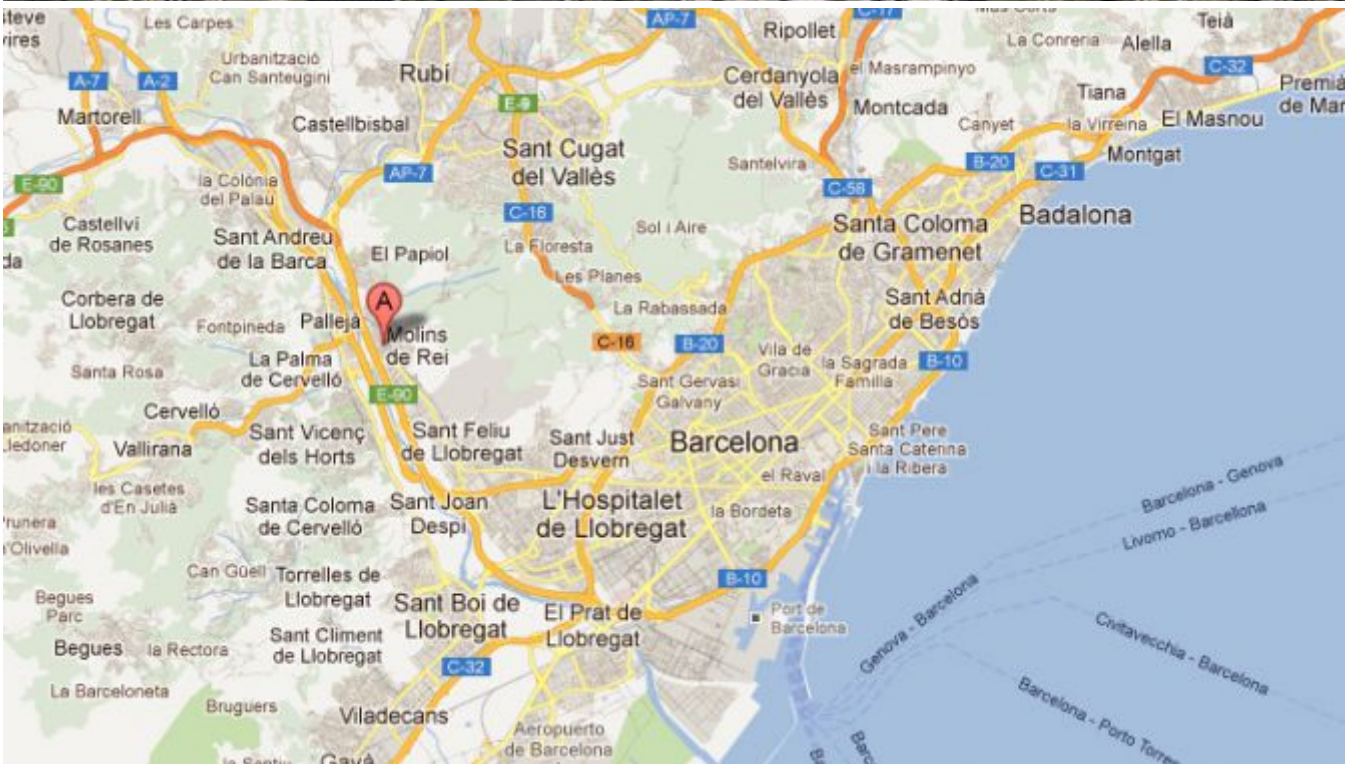 AP-7
C-17
Teià
Les Carpes
Ripollet
La Conreria
Alella
Urbanització
Can Santeugini
Rubí
el Masrampinyo
C-32
A-7
A-2
Cerdanyola
del Vallès
Tiana
Premià
de Mar
E-9
Montcada
Martorell
Castellbisbal
Canyet
la Virreina
El Masnou
Sant Cugat
del Vallès
Santelvira
B-20
Montgat
AP-7
C-31
E-90
la Colònia
del Palau
C-58
C-16
Castellví
de Rosanes
Sant Andreu
de la Barca
Sol i Aire
Santa Coloma
de Gramenet
Badalona
El Papiol
La Floresta
Les Planes
Corbera de
Llobregat
A
La Rabassada
Sant Adrià
de Besós
Fontpineda
Palleja
Molins
de Rei
C-16
B-20
Vila de
Gracia
la Sagrada
Familla
B-10
La Palma
de Cervelló
Santa Rosa
Sant Gervasi
Galvany
E-90
Cervelló
Vallirana
Sant Vicenç
dels Horts
Sant Feliu
de Llobregat
Sant Just
Desvern
Barcelona
Sant Pere
Santa Caterina
i la Ribera
el Raval
les Casetes
d'En Julià
Santa Coloma
de Cervelló
Sant Joan
Despi
L'Hospitalet
de Llobregat
la Bordeta
Barcelona - Genova
Livorno - Barcellona
Can Güell
Torrelles de
Llobregat
B-10
Begues
Parc
Sant Boi de
Llobregat
El Prat de
Llobregat
Port de
Barcelona
Genova - Barcelona
Civitavecchia - Barcelona
Begues
la Rectora
Sant Climent
de Llobregat
C-32
La Barceloneta
Bruguers
Viladecans
Barcelona - Porto Torres
Aeropuerto
de Barcelona
Gavà